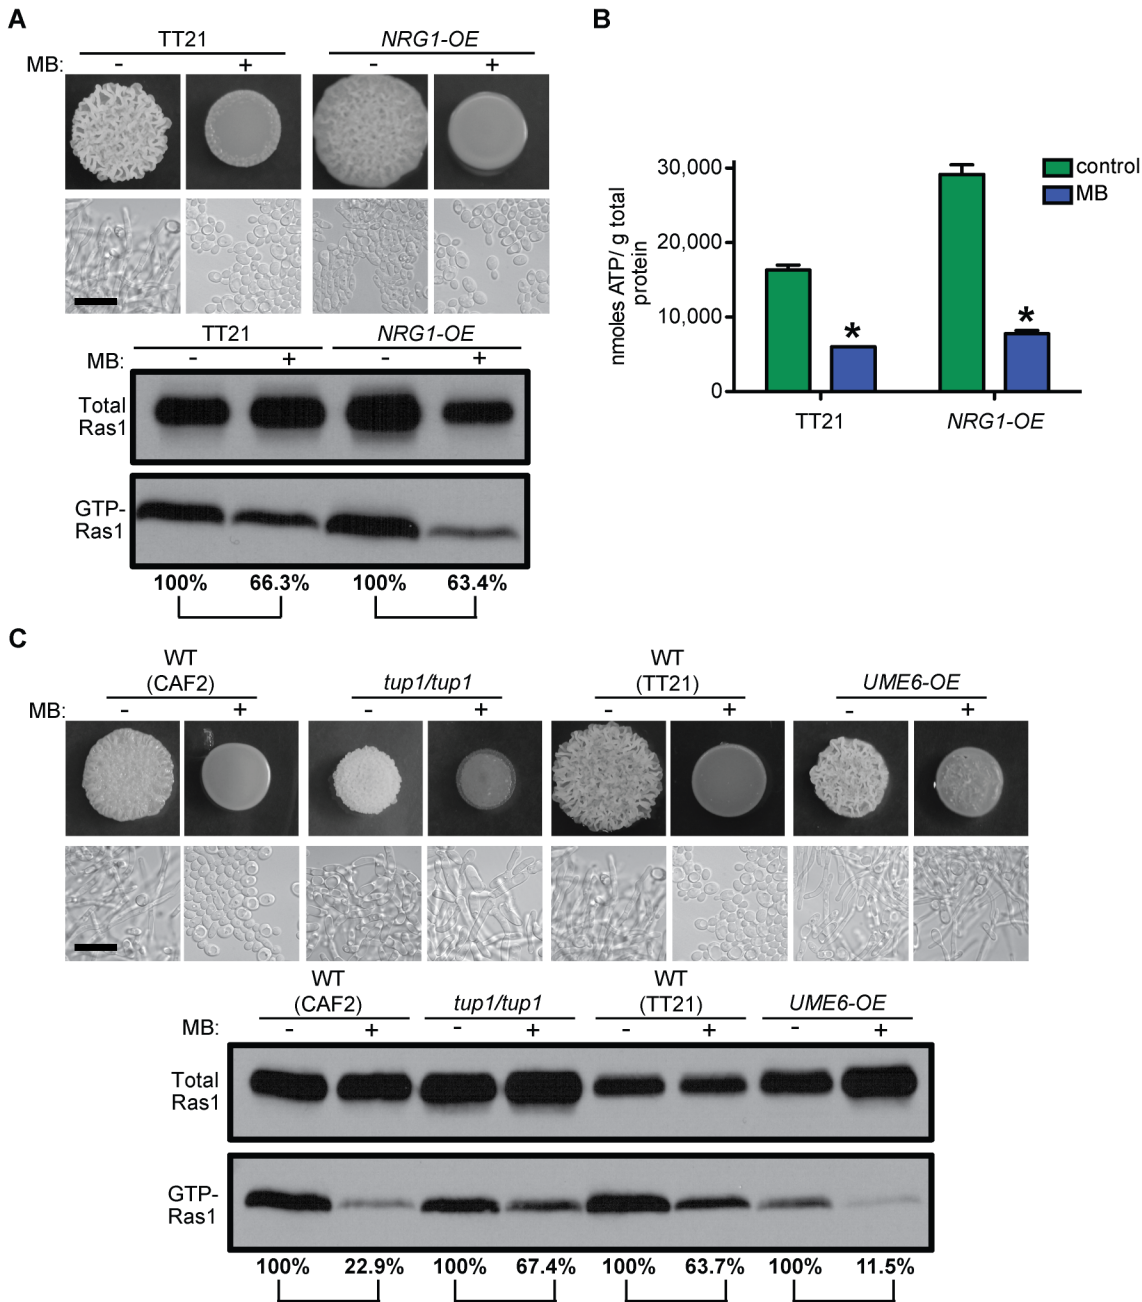 A
TT21 NRG1-OE
MB: - + - +
TT21 NRG1-OE
MB: - + - +
Total
Ras1
GTP-
Ras1
100% 66.3% 100% 63.4%
B
30,000
20,000
10,000
0
nmoles ATP/ g total
protein
control
MB
*
*
TT21 NRG1-OE
C
WT
(CAF2) tup1/tup1 WT
(TT21) UME6-OE
MB: - + - + - + - +
WT
(CAF2) tup1/tup1 WT
(TT21) UME6-OE
MB: - + - + - + - +
Total
Ras1
GTP-
Ras1
100% 22.9% 100% 67.4% 100% 63.7% 100% 11.5%